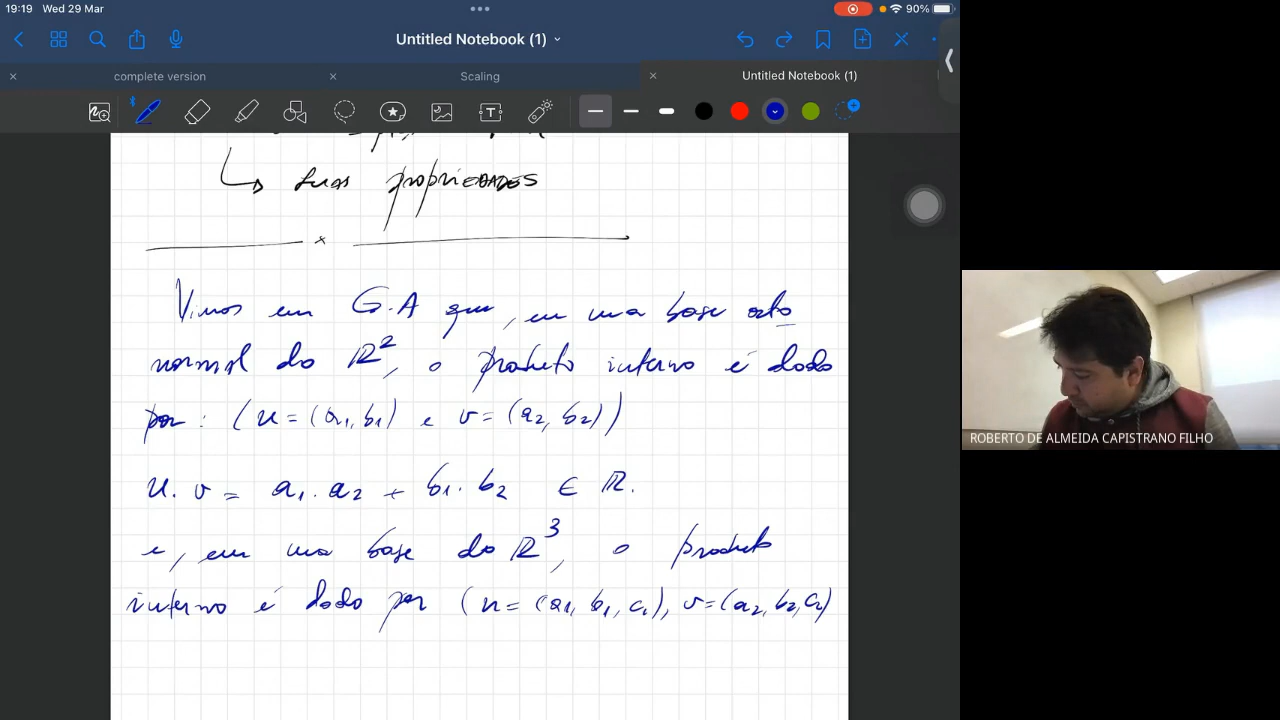 19:19 Wed 29 Mar
90%
Untitled Notebook (1)
complete version
Scaling
Untitled Notebook (1)
suas propriedades
x
Vimos em G.A que, em uma base orto
normal do ℝ², o produto interno é dado
por: (u = (a₁, b₁) e v = (a₂, b₂))
u. v = a₁. a₂ + b₁. b₂ ∈ ℝ.
e, em uma base do ℝ³, o produto
interno é dado por (u = (a₁, b₁, c₁), v = (a₂, b₂, c₂)
ROBERTO DE ALMEIDA CAPISTRANO FILHO